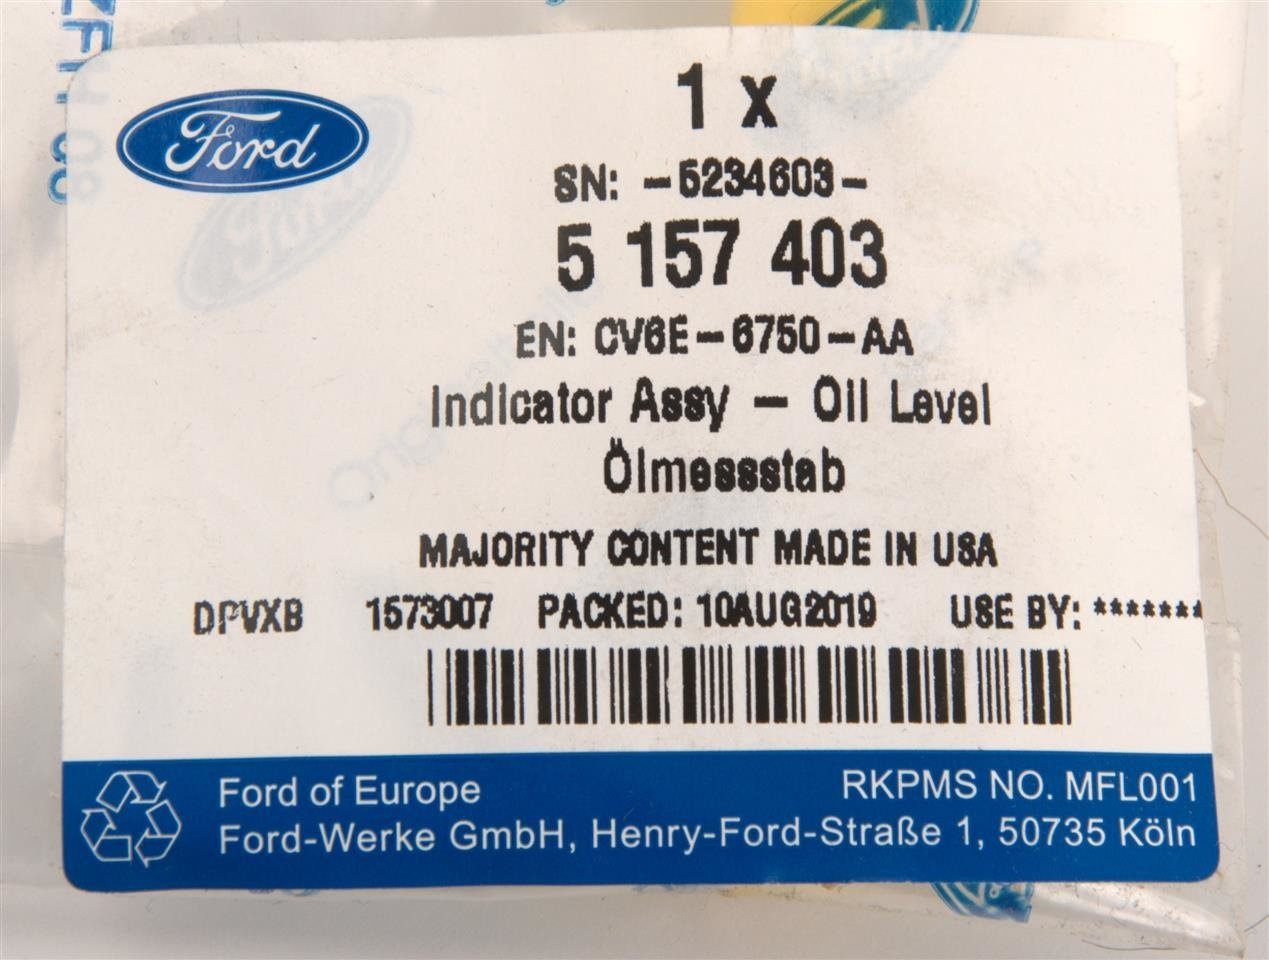 Ford
1 x
SN: -5234603-
5 157 403
EN: CV6E-6750-AA
Indicator Assy - Oil Level
Ölmessstab
MAJORITY CONTENT MADE IN USA
DPVXB 1573007 PACKED: 10AUG2019 USE BY: *******
Ford of Europe RKPMS NO. MFL001
Ford-Werke GmbH, Henry-Ford-Straße 1, 50735 Köln